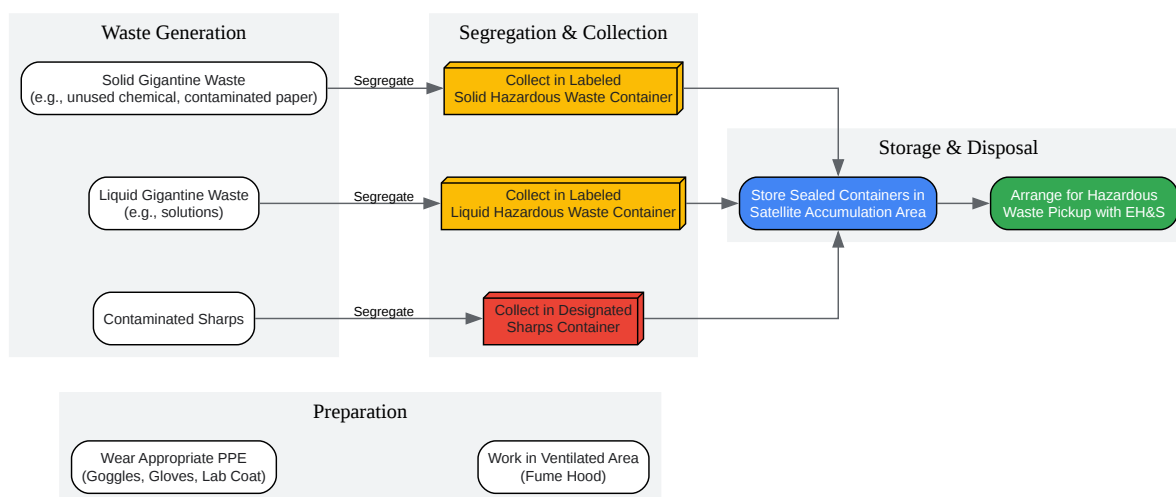 Waste Generation
Segregation & Collection
Solid Gigantine Waste
(e.g., unused chemical, contaminated paper)
Segregate
Collect in Labeled
Solid Hazardous Waste Container
Storage & Disposal
Liquid Gigantine Waste
(e.g., solutions)
Segregate
Collect in Labeled
Liquid Hazardous Waste Container
Store Sealed Containers in
Satellite Accumulation Area
Arrange for Hazardous
Waste Pickup with EH&S
Contaminated Sharps
Segregate
Collect in Designated
Sharps Container
Preparation
Wear Appropriate PPE
(Goggles, Gloves, Lab Coat)
Work in Ventilated Area
(Fume Hood)